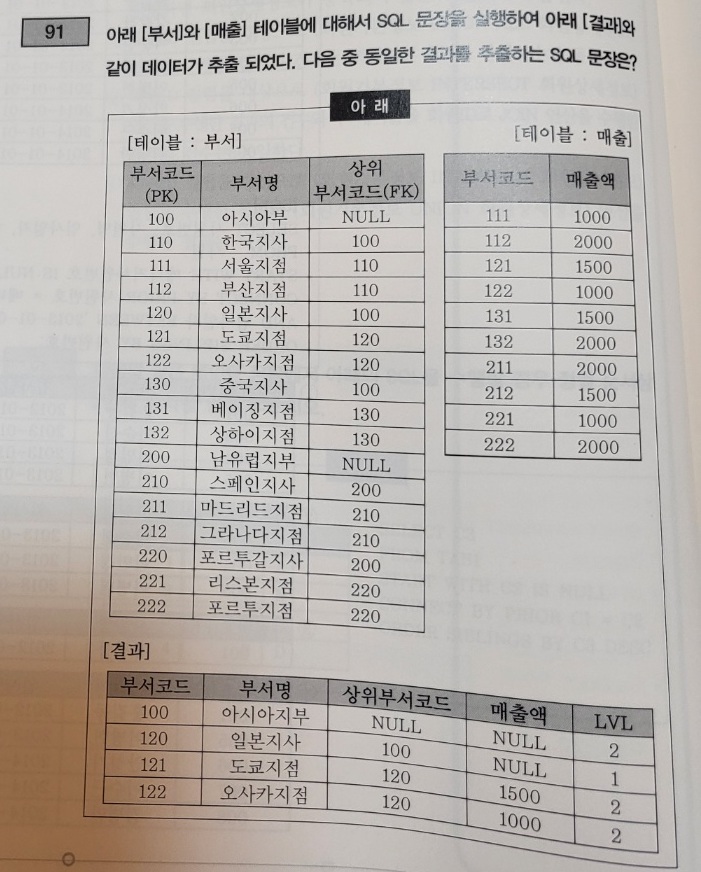 91
아래 [부서]와 [매출] 테이블에 대해서 SQL 문장을 실행하여 아래 [결과]와
같이 데이터가 추출 되었다. 다음 중 동일한 결과를 추출하는 SQL 문장은?
아 래
[테이블 : 부서]
부서코드(PK) 부서명 상위부서코드(FK)
100 아시아부 NULL
110 한국지사 100
111 서울지점 110
112 부산지점 110
120 일본지사 100
121 도쿄지점 120
122 오사카지점 120
130 중국지사 100
131 베이징지점 130
132 상하이지점 130
200 남유럽지부 NULL
210 스페인지사 200
211 마드리드지점 210
212 그라나다지점 210
220 포르투갈지사 200
221 리스본지점 220
222 포르투지점 220
[테이블 : 매출]
부서코드 매출액
111 1000
112 2000
121 1500
122 1000
131 1500
132 2000
211 2000
212 1500
221 1000
222 2000
[결과]
부서코드 부서명 상위부서코드 매출액 LVL
100 아시아지부 NULL NULL 2
120 일본지사 100 NULL 1
121 도쿄지점 120 1500 2
122 오사카지점 120 1000 2